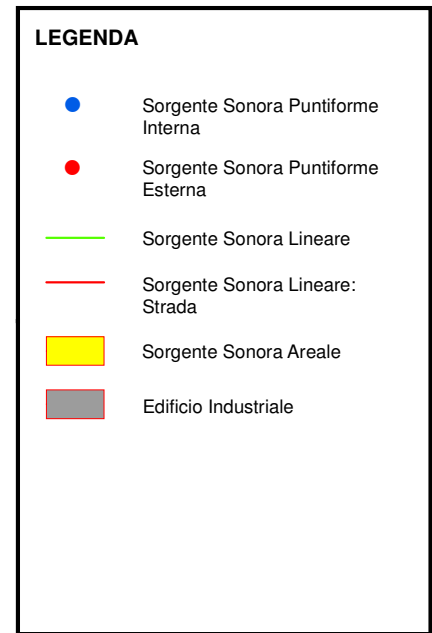 LEGENDA
Sorgente Sonora Puntiforme
Interna
Sorgente Sonora Puntiforme
Esterna
Sorgente Sonora Lineare
Sorgente Sonora Lineare:
Strada
Sorgente Sonora Areale
Edificio Industriale